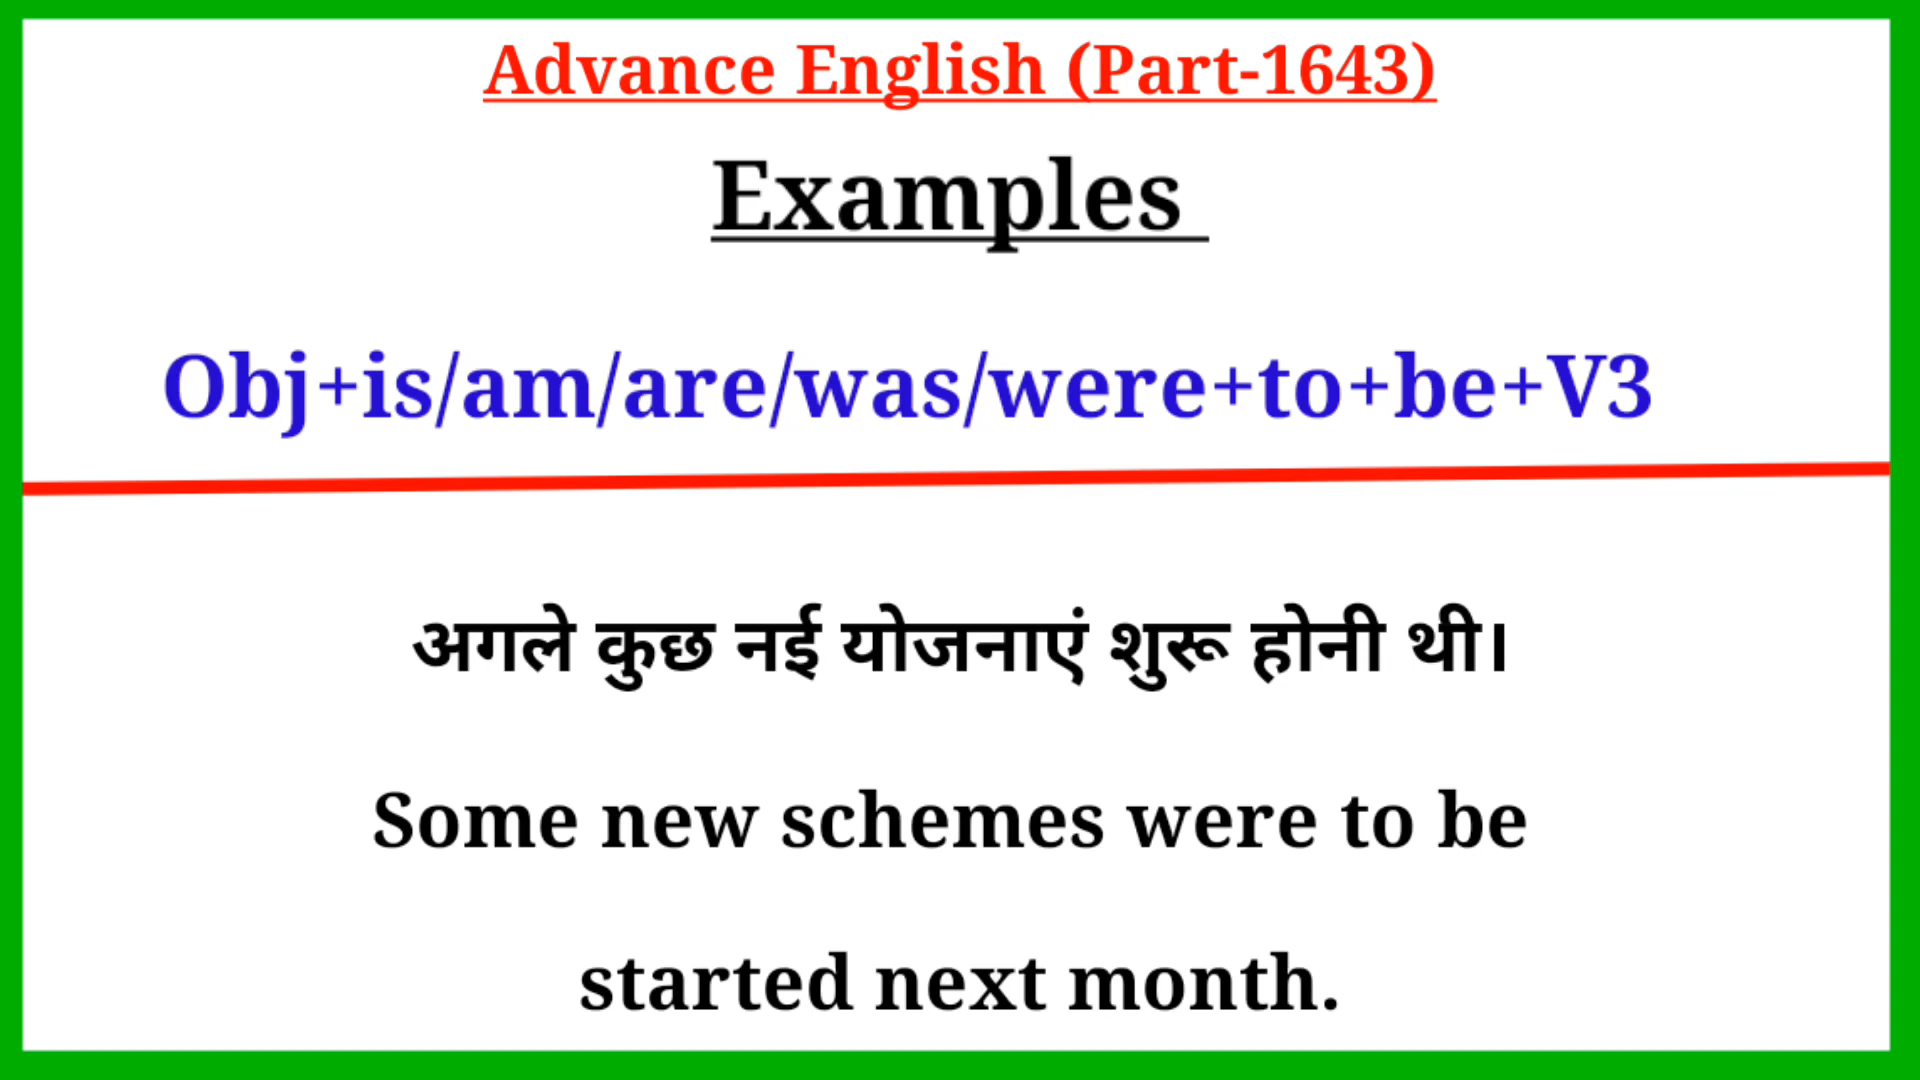 Advance English (Part-1643)
Examples
Obj+is/am/are/was/were+to+be+V3
अगले कुछ नई योजनाएं शुरू होनी थी।
Some new schemes were to be
started next month.